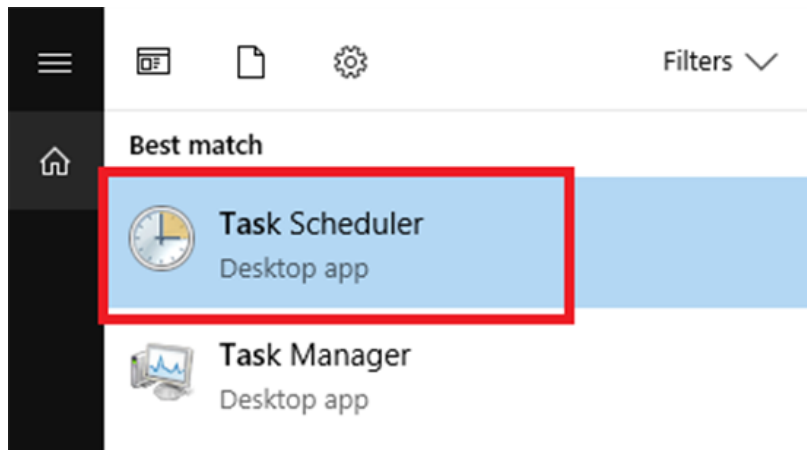 Filters
Best match
Task Scheduler
Desktop app
Task Manager
Desktop app